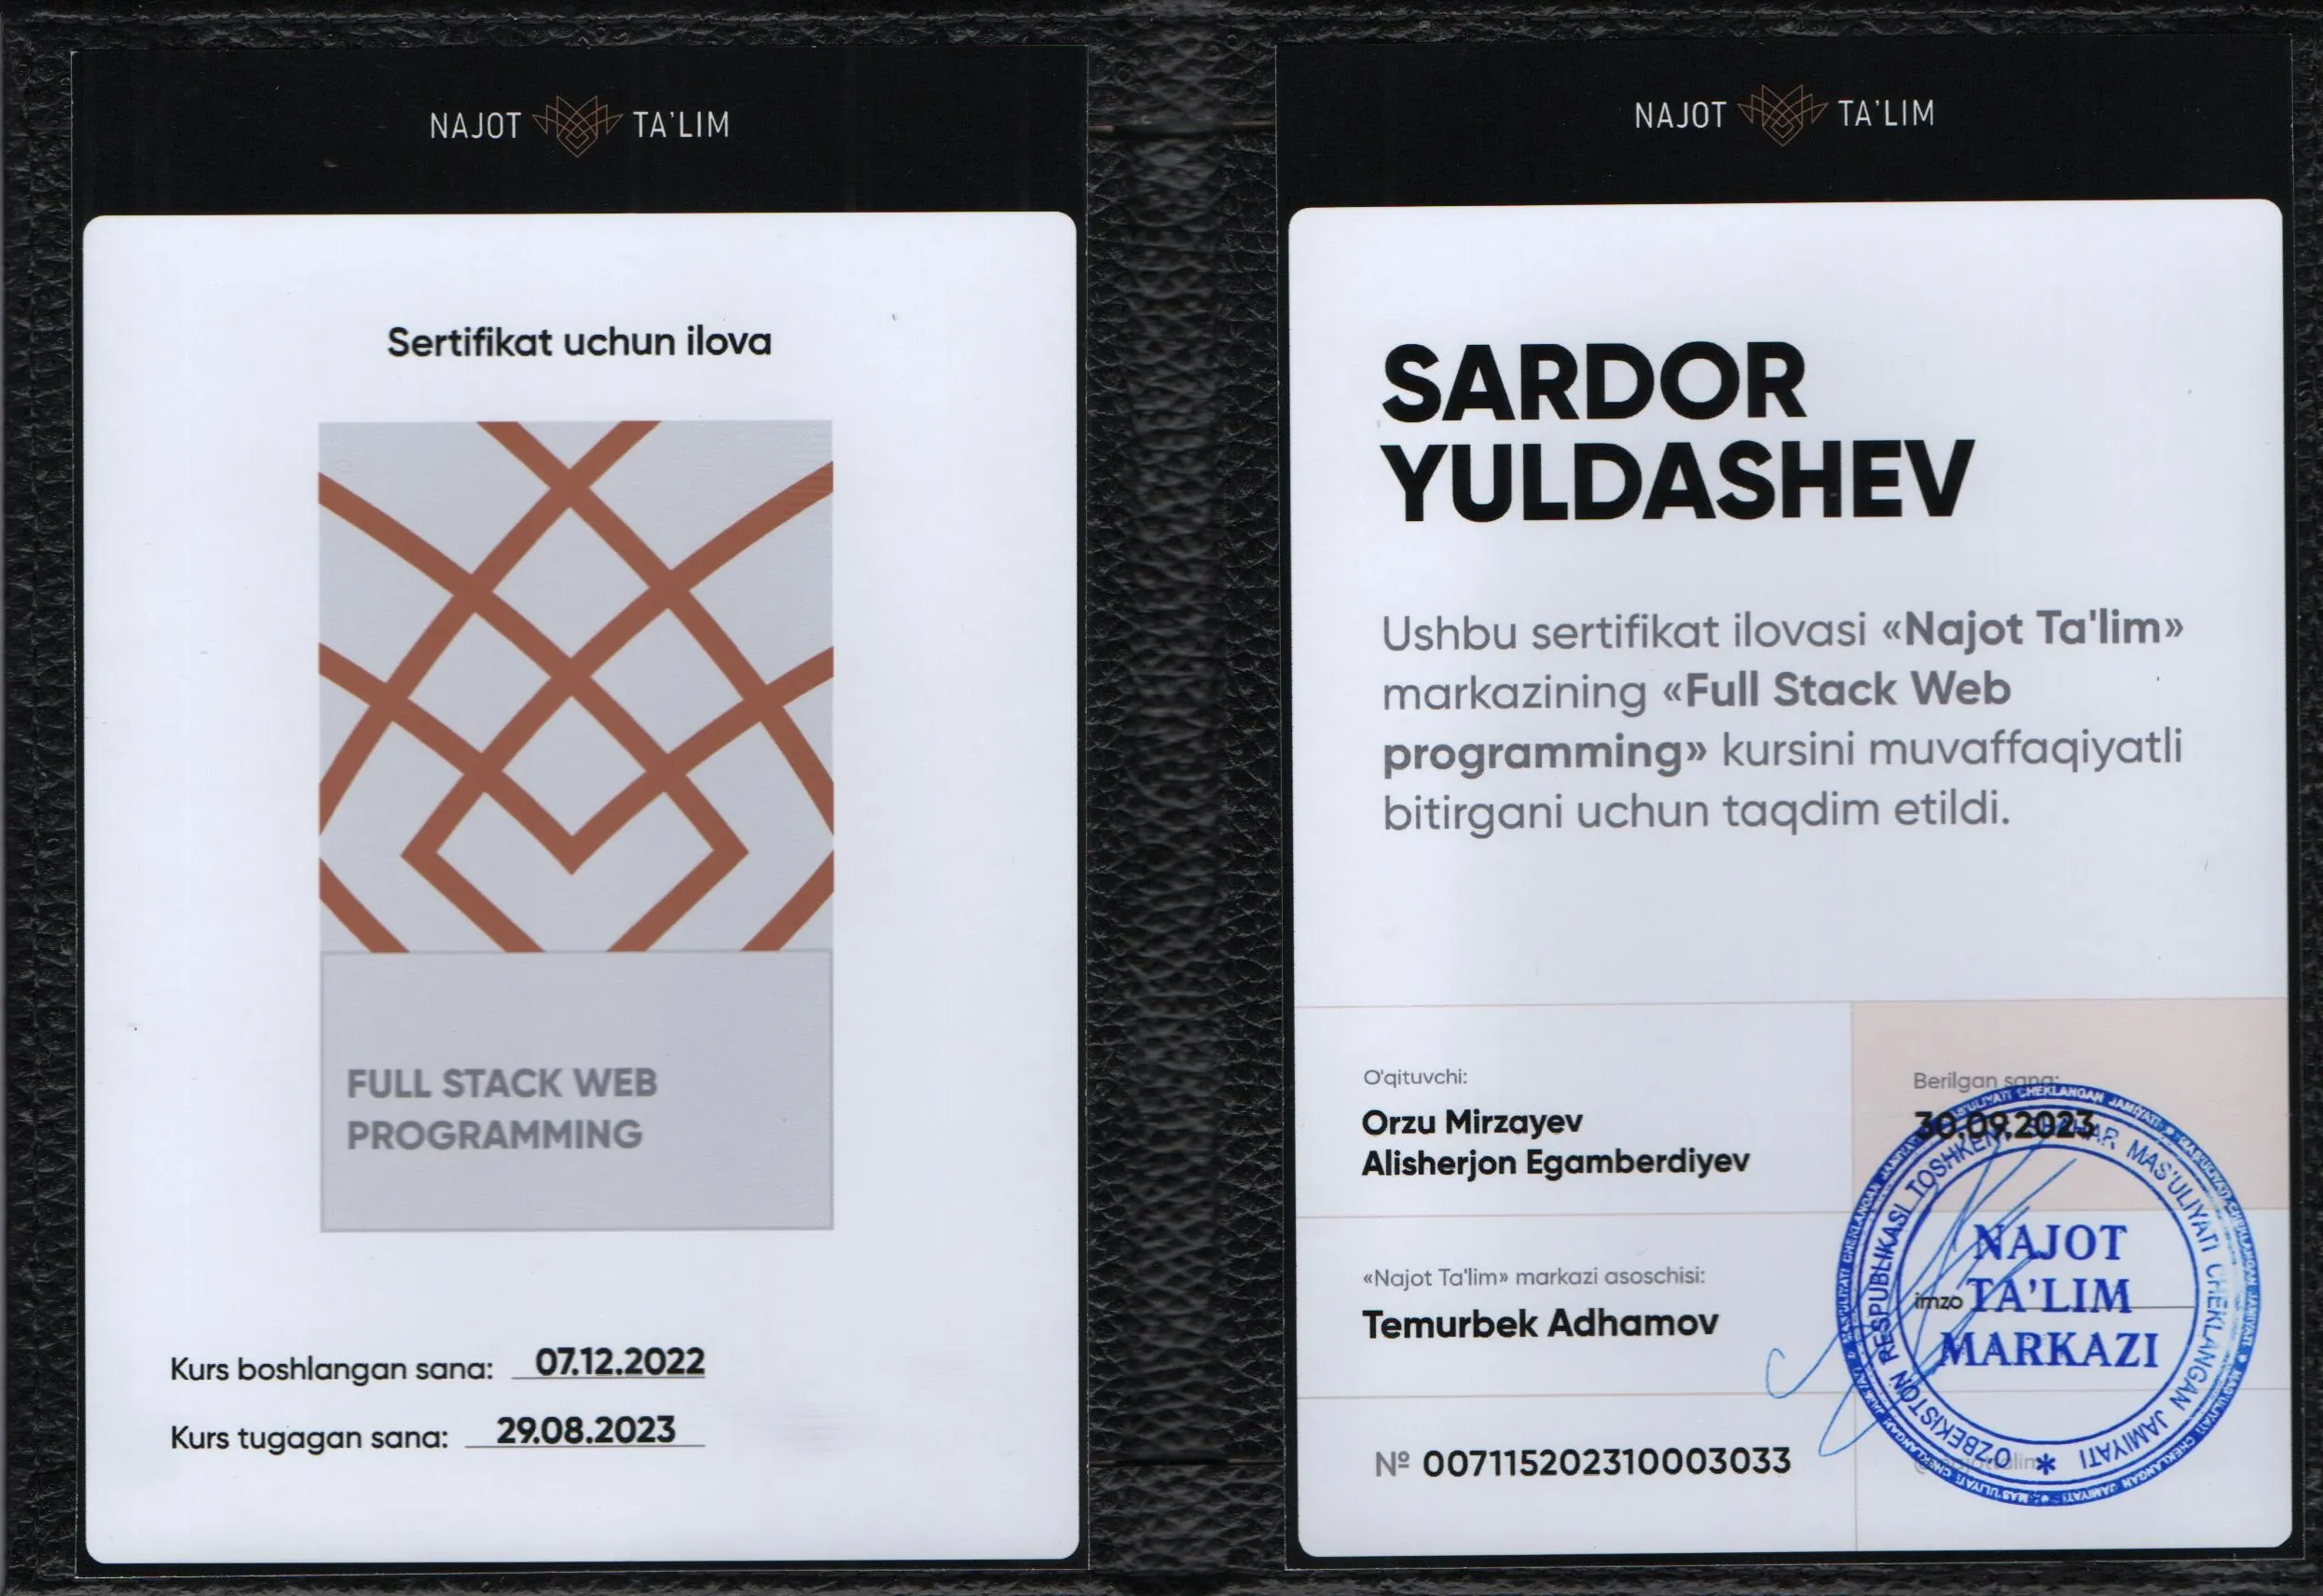 NAJOT TA'LIM
Sertifikat uchun ilova
FULL STACK WEB
PROGRAMMING
Kurs boshlangan sana: 07.12.2022
Kurs tugagan sana: 29.08.2023
NAJOT TA'LIM
SARDOR
YULDASHEV
Ushbu sertifikat ilovasi «Najot Ta'lim»
markazining «Full Stack Web
programming» kursini muvaffaqiyatli
bitirgani uchun taqdim etildi.
O'qituvchi:
Orzu Mirzayev
Alisherjon Egamberdiyev
Berilgan sana:
30.09.2023
«Najot Ta'lim» markazi asoschisi:
Temurbek Adhamov
imzo
№ 007115202310003033
O'ZBEKISTON RESPUBLIKASI TOSHKENT SHAHAR MAS'ULIYATI CHEKLANGAN JAMIYATI
NAJOT
TA'LIM
MARKAZI